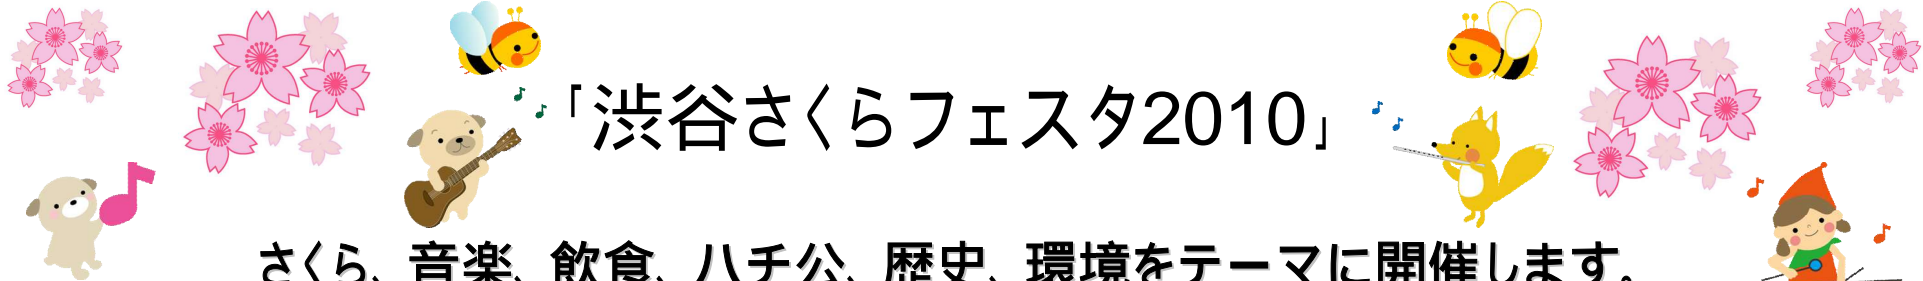 「渋谷さくらフェスタ2010」
さくら、音楽、飲食、ハチ公、歴史、環境をテーマに開催します。